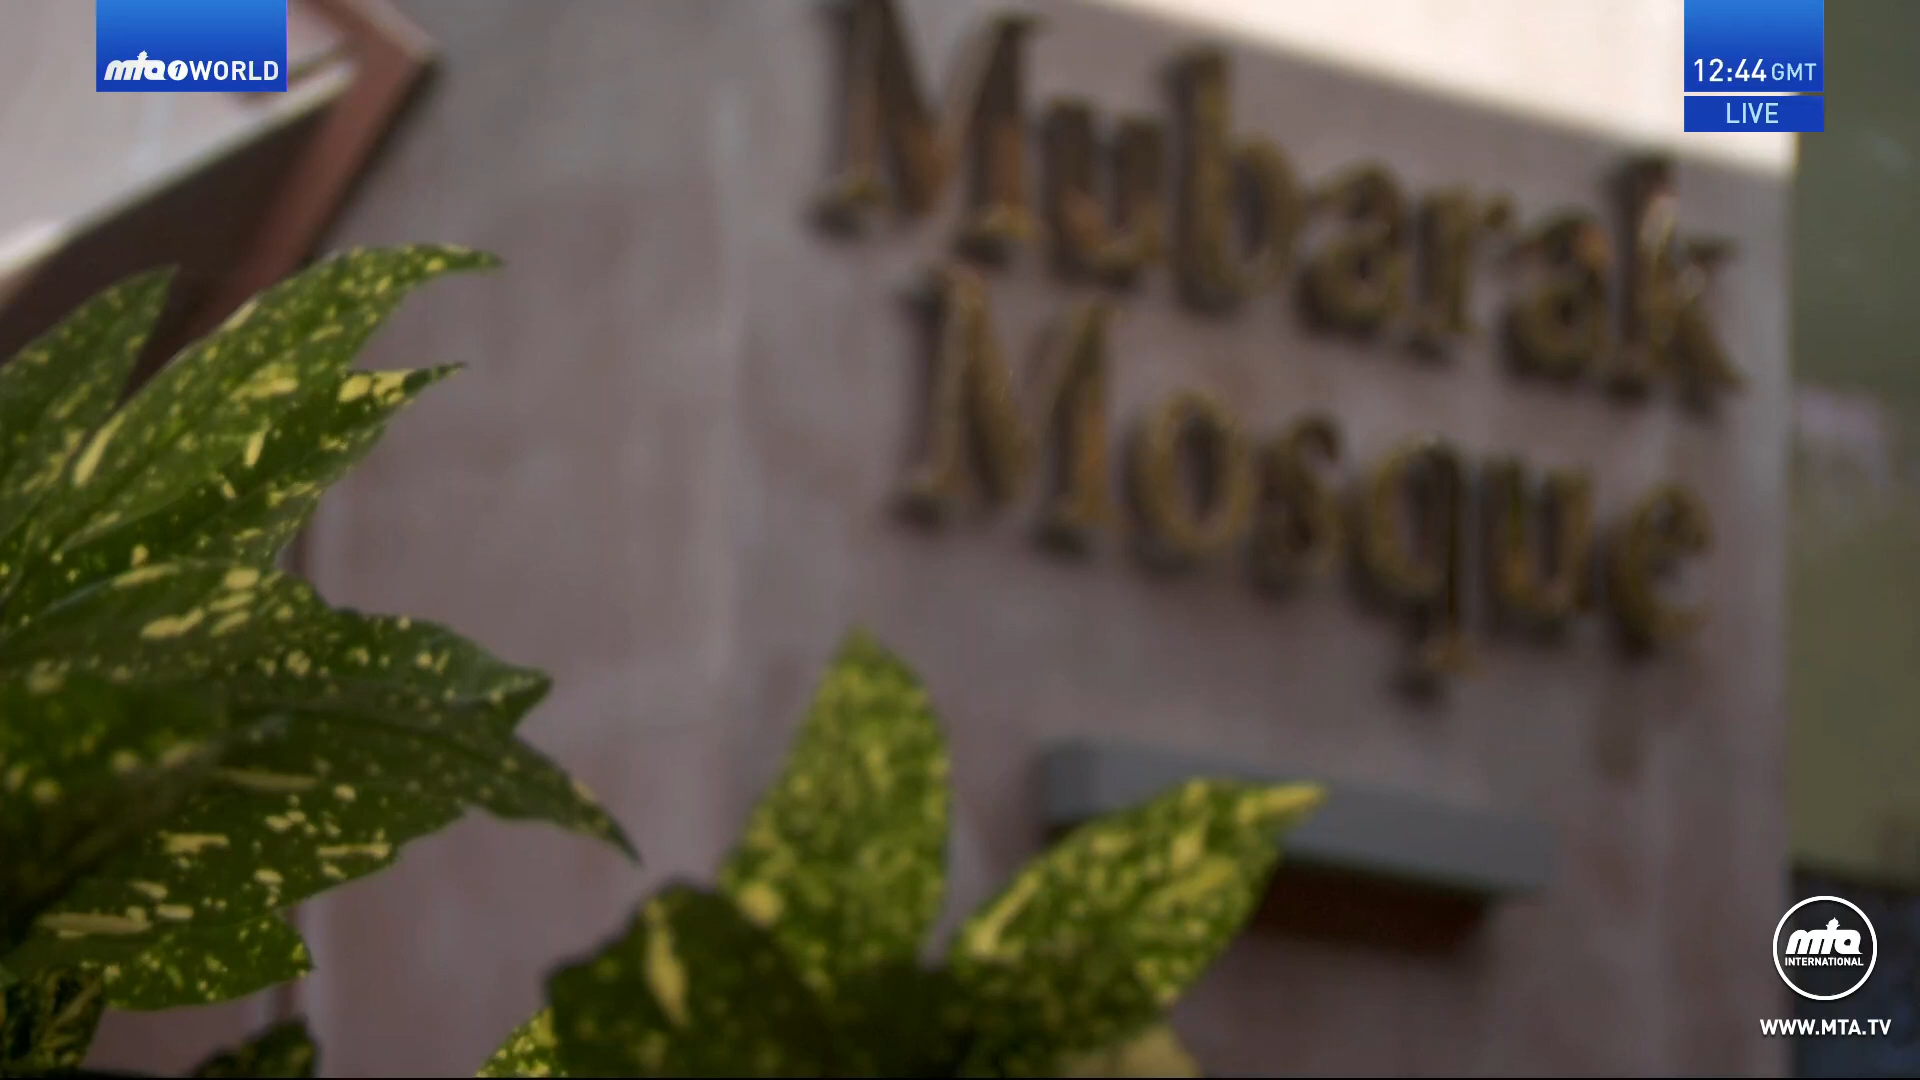 mta1 WORLD
12:44 GMT
LIVE
Mubarak
Mosque
mta
INTERNATIONAL
WWW.MTA.TV